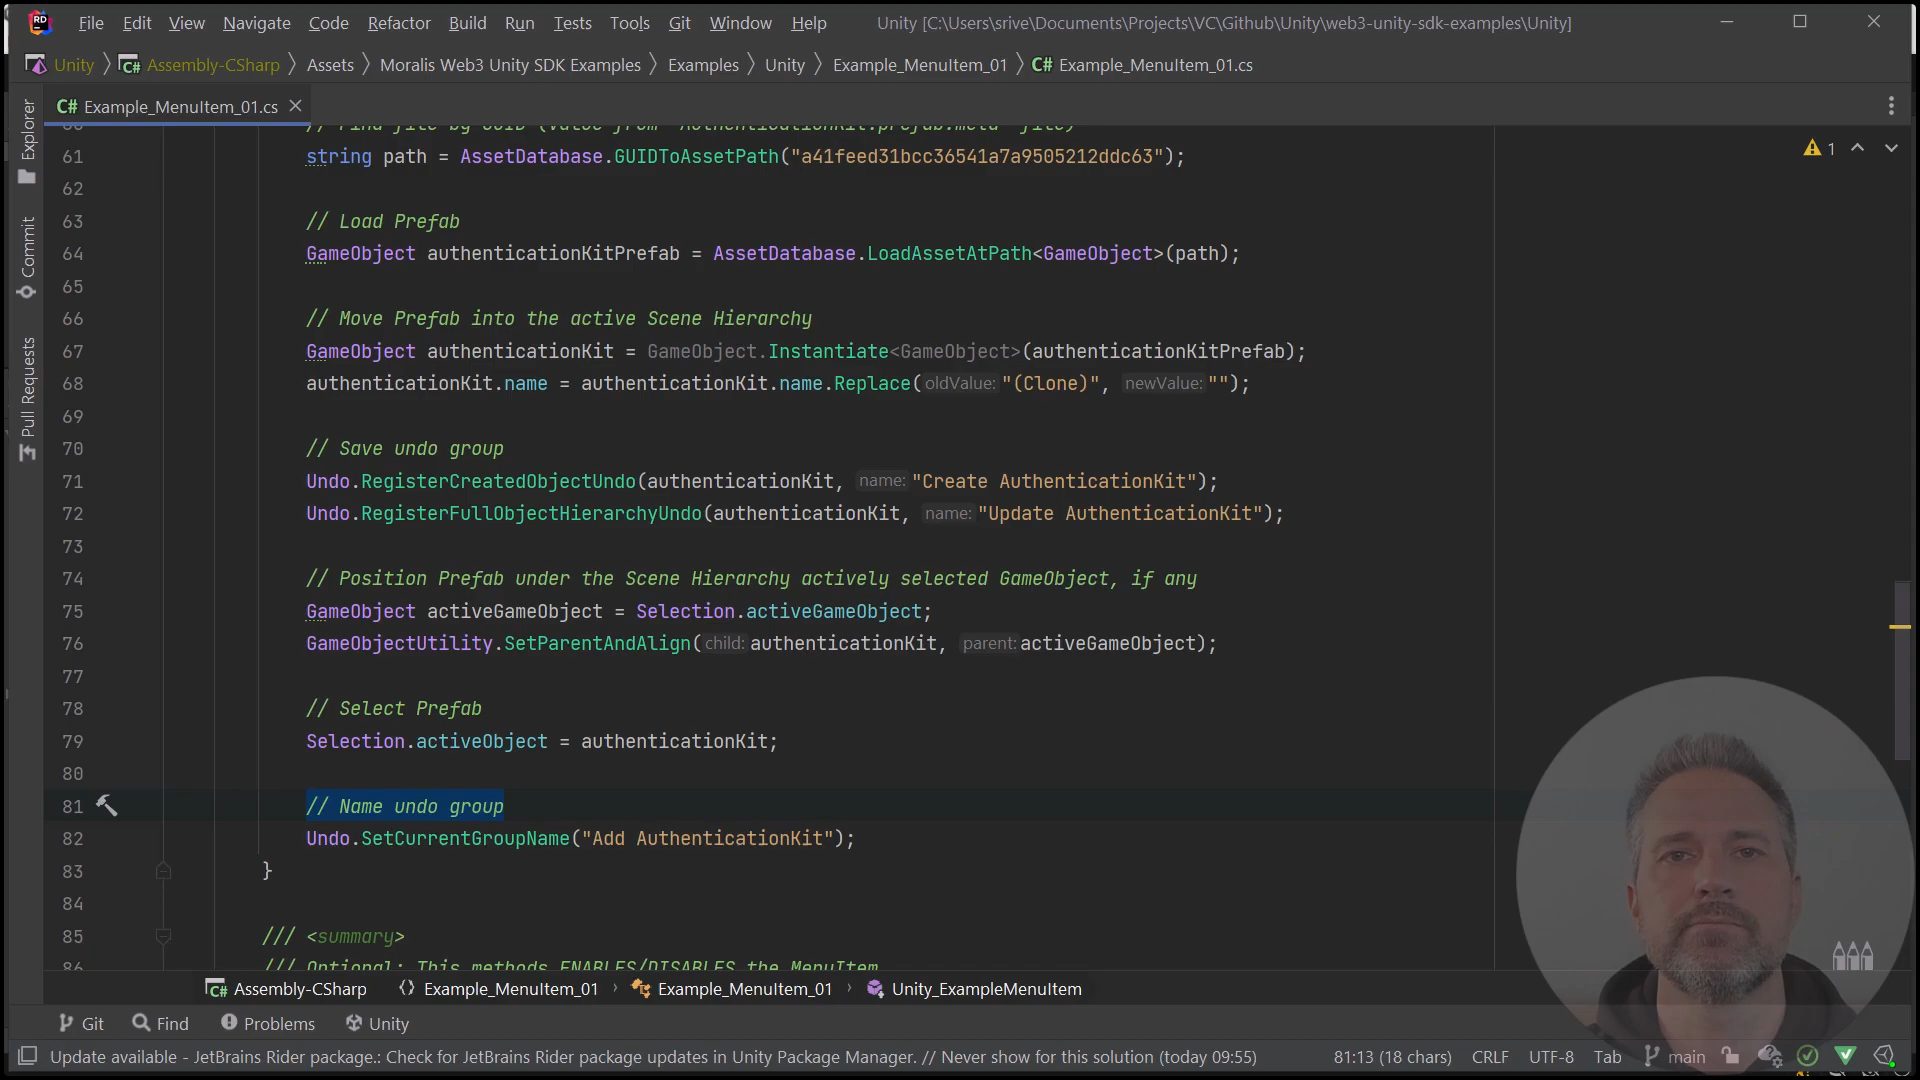 File Edit View Navigate Code Refactor Build Run Tests Tools Git Window Help Unity [C:\Users\srive\Documents\Projects\VC\Github\Unity\web3-unity-sdk-examples\Unity]
Unity Assembly-CSharp Assets Moralis Web3 Unity SDK Examples Examples Unity Example_MenuItem_01 C# Example_MenuItem_01.cs
C# Example_MenuItem_01.cs
Explorer
Commit
Pull Requests
1
61 string path = AssetDatabase.GUIDToAssetPath("a41feed31bcc36541a7a9505212ddc63");
62
63 // Load Prefab
64 GameObject authenticationKitPrefab = AssetDatabase.LoadAssetAtPath<GameObject>(path);
65
66 // Move Prefab into the active Scene Hierarchy
67 GameObject authenticationKit = GameObject.Instantiate<GameObject>(authenticationKitPrefab);
68 authenticationKit.name = authenticationKit.name.Replace( oldValue: "(Clone)", newValue: "");
69
70 // Save undo group
71 Undo.RegisterCreatedObjectUndo(authenticationKit, name: "Create AuthenticationKit");
72 Undo.RegisterFullObjectHierarchyUndo(authenticationKit, name: "Update AuthenticationKit");
73
74 // Position Prefab under the Scene Hierarchy actively selected GameObject, if any
75 GameObject activeGameObject = Selection.activeGameObject;
76 GameObjectUtility.SetParentAndAlign( child: authenticationKit, parent: activeGameObject);
77
78 // Select Prefab
79 Selection.activeObject = authenticationKit;
80
81 // Name undo group
82 Undo.SetCurrentGroupName("Add AuthenticationKit");
83 }
84
85 /// <summary>
86 /// Optional: This methods ENABLES/DISABLES the MenuItem
Assembly-CSharp Example_MenuItem_01 Example_MenuItem_01 Unity_ExampleMenuItem
Git Find Problems Unity
Update available - JetBrains Rider package.: Check for JetBrains Rider package updates in Unity Package Manager. // Never show for this solution (today 09:55) 81:13 (18 chars) CRLF UTF-8 Tab main